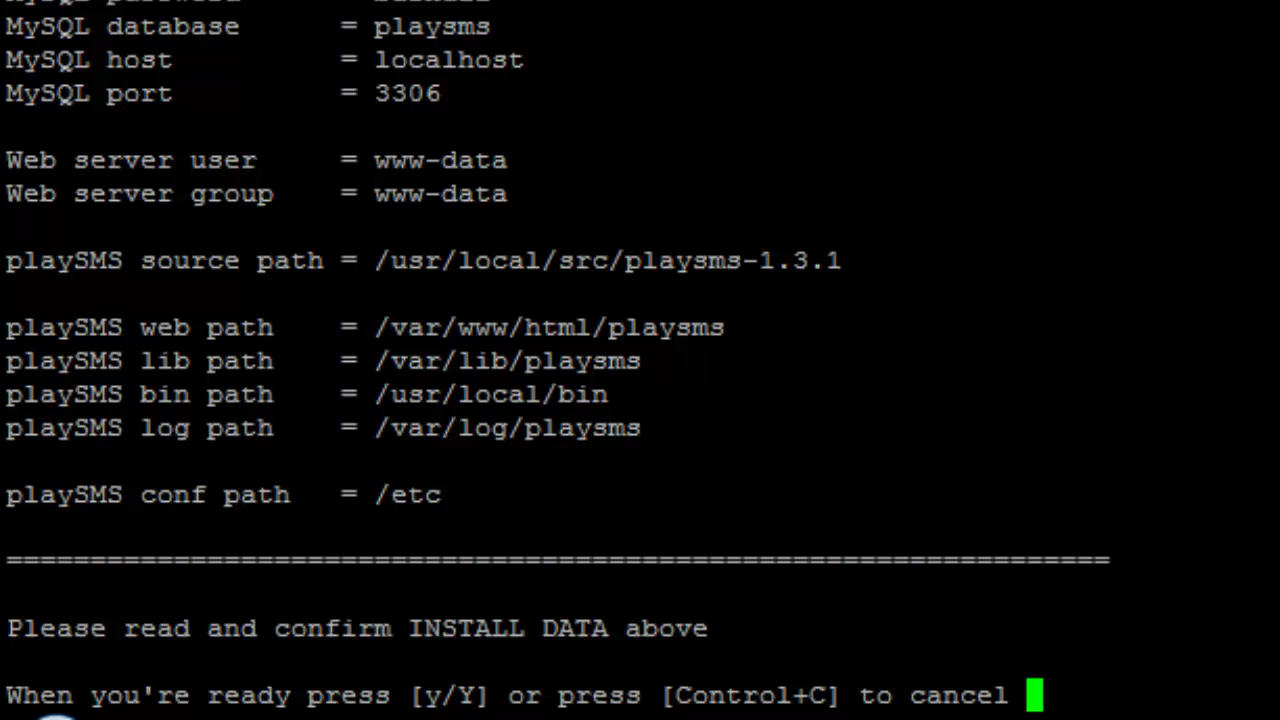 MySQL database = playsms
MySQL host = localhost
MySQL port = 3306
Web server user = www-data
Web server group = www-data
playSMS source path = /usr/local/src/playsms-1.3.1
playSMS web path = /var/www/html/playsms
playSMS lib path = /var/lib/playsms
playSMS bin path = /usr/local/bin
playSMS log path = /var/log/playsms
playSMS conf path = /etc
===================================================================
Please read and confirm INSTALL DATA above
When you're ready press [y/Y] or press [Control+C] to cancel